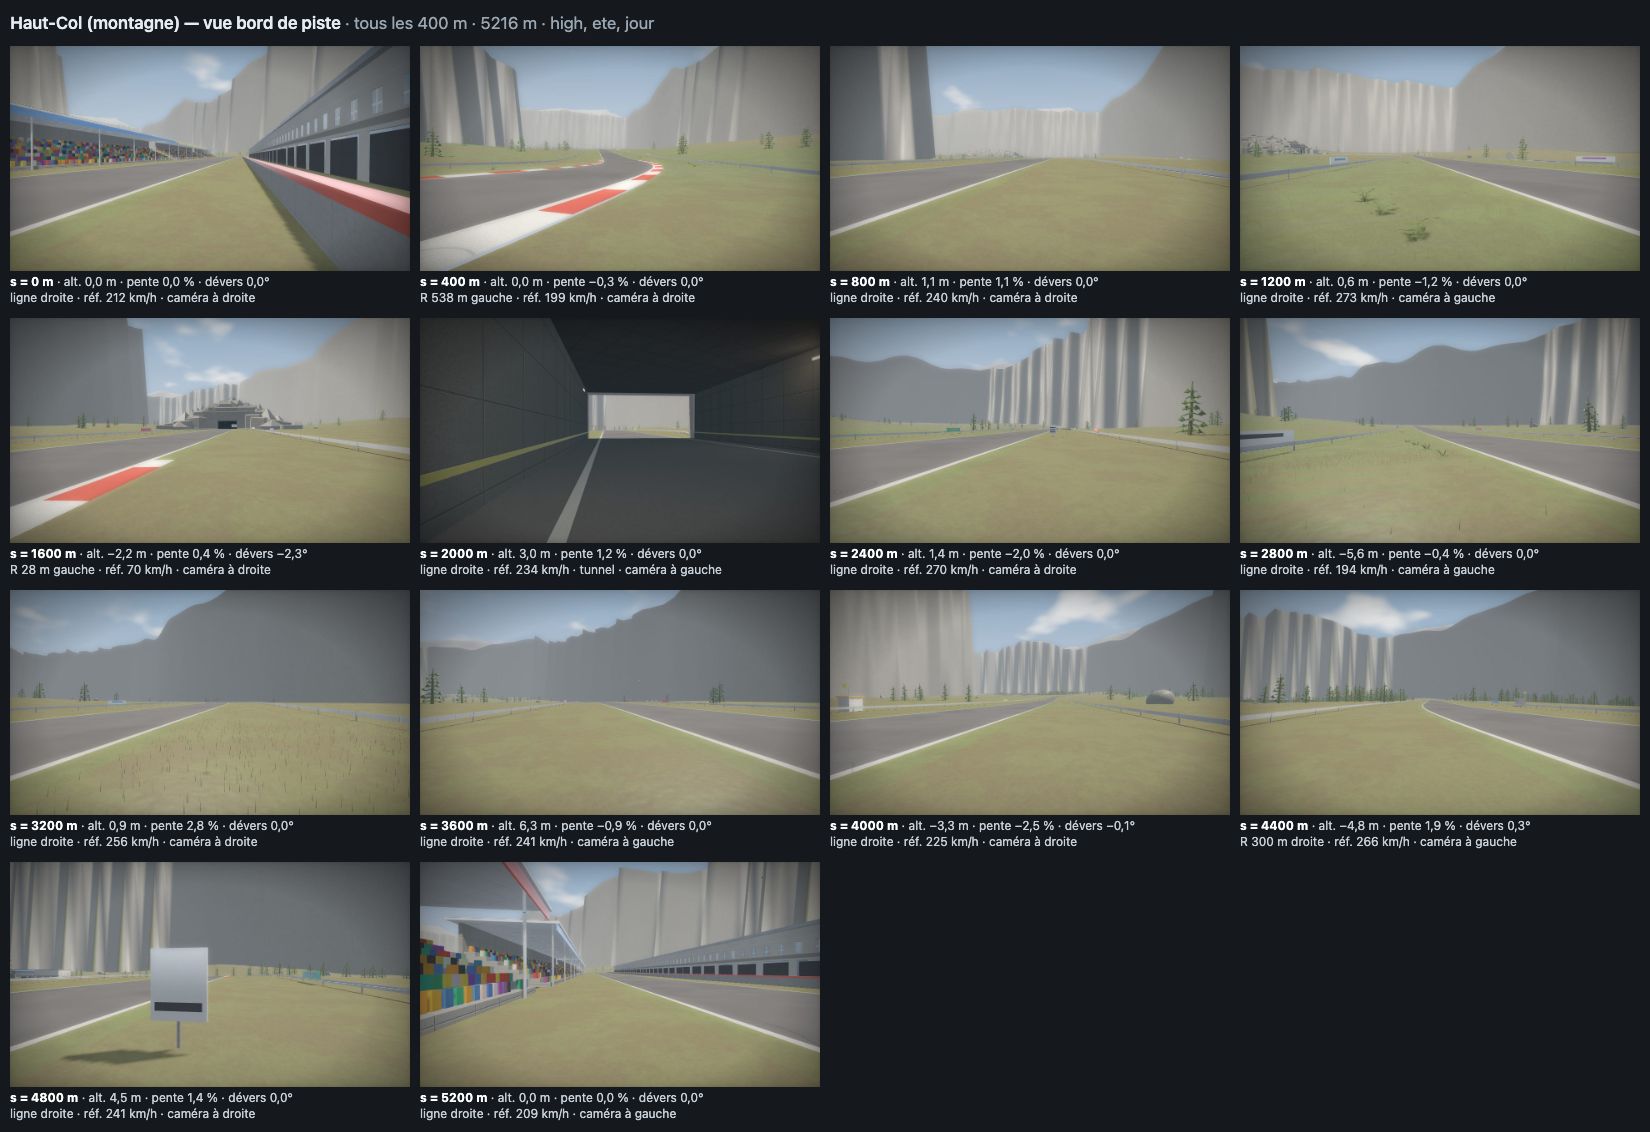 Haut-Col (montagne) — vue bord de piste · tous les 400 m · 5216 m · high, ete, jour
s = 0 m · alt. 0,0 m · pente 0,0 % · dévers 0,0°
ligne droite · réf. 212 km/h · caméra à droite
s = 400 m · alt. 0,0 m · pente −0,3 % · dévers 0,0°
R 538 m gauche · réf. 199 km/h · caméra à droite
s = 800 m · alt. 1,1 m · pente 1,1 % · dévers 0,0°
ligne droite · réf. 240 km/h · caméra à droite
s = 1200 m · alt. 0,6 m · pente −1,2 % · dévers 0,0°
ligne droite · réf. 273 km/h · caméra à gauche
s = 1600 m · alt. −2,2 m · pente 0,4 % · dévers −2,3°
R 28 m gauche · réf. 70 km/h · caméra à droite
s = 2000 m · alt. 3,0 m · pente 1,2 % · dévers 0,0°
ligne droite · réf. 234 km/h · tunnel · caméra à gauche
s = 2400 m · alt. 1,4 m · pente −2,0 % · dévers 0,0°
ligne droite · réf. 270 km/h · caméra à droite
s = 2800 m · alt. −5,6 m · pente −0,4 % · dévers 0,0°
ligne droite · réf. 194 km/h · caméra à gauche
s = 3200 m · alt. 0,9 m · pente 2,8 % · dévers 0,0°
ligne droite · réf. 256 km/h · caméra à droite
s = 3600 m · alt. 6,3 m · pente −0,9 % · dévers 0,0°
ligne droite · réf. 241 km/h · caméra à gauche
s = 4000 m · alt. −3,3 m · pente −2,5 % · dévers −0,1°
ligne droite · réf. 225 km/h · caméra à droite
s = 4400 m · alt. −4,8 m · pente 1,9 % · dévers 0,3°
R 300 m droite · réf. 266 km/h · caméra à gauche
s = 4800 m · alt. 4,5 m · pente 1,4 % · dévers 0,0°
ligne droite · réf. 241 km/h · caméra à droite
s = 5200 m · alt. 0,0 m · pente 0,0 % · dévers 0,0°
ligne droite · réf. 209 km/h · caméra à gauche